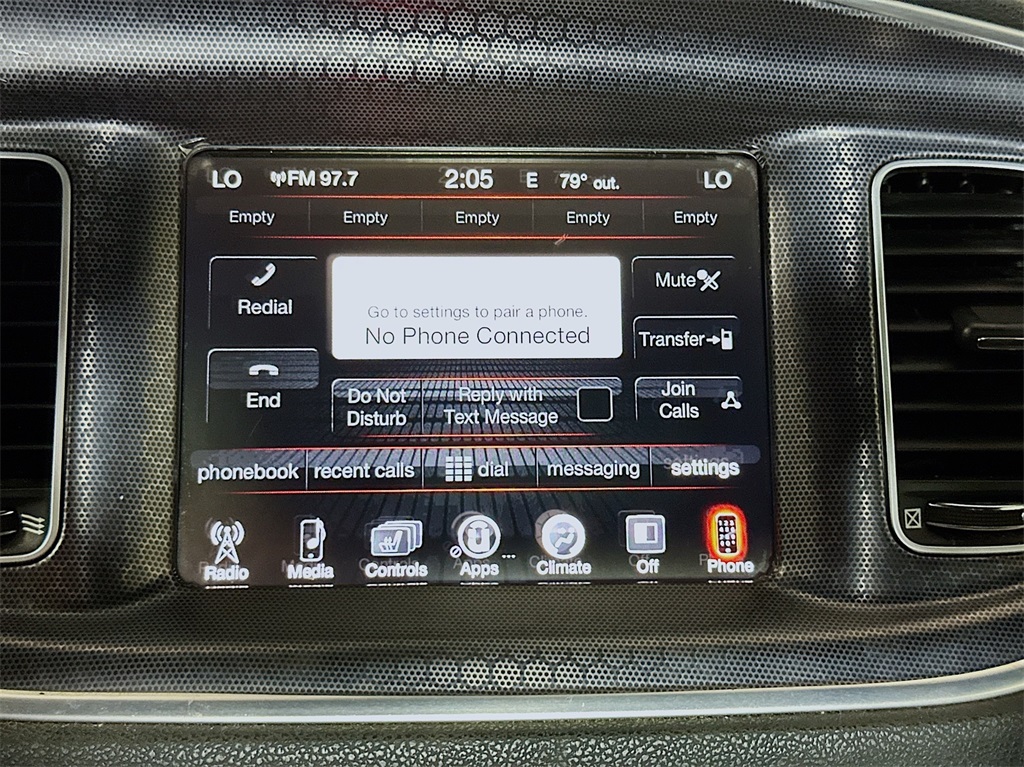 LO FM 97.7 2:05 E 79° out. LO
Empty Empty Empty Empty Empty
Redial
Go to settings to pair a phone.
No Phone Connected
Mute
Transfer
End
Do Not
Disturb
Reply with
Text Message
Join
Calls
phonebook recent calls dial messaging settings
Radio Media Controls Apps Climate Off Phone